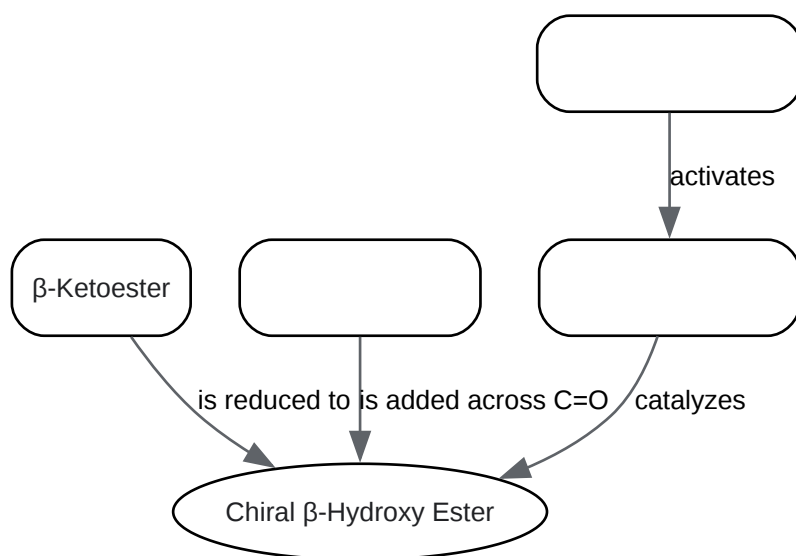 activates
β-Ketoester
is reduced to
is added across C=O
catalyzes
Chiral β-Hydroxy Ester